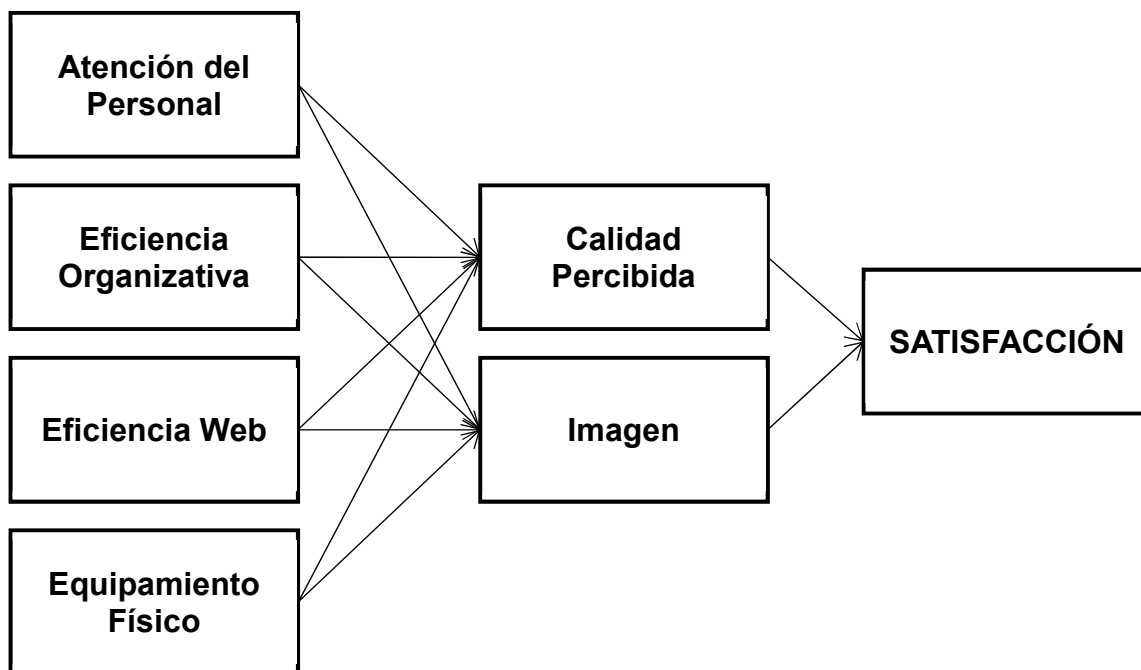 Atención del
Personal
Eficiencia
Organizativa
Eficiencia Web
Equipamiento
Físico
Calidad
Percibida
Imagen
SATISFACCIÓN